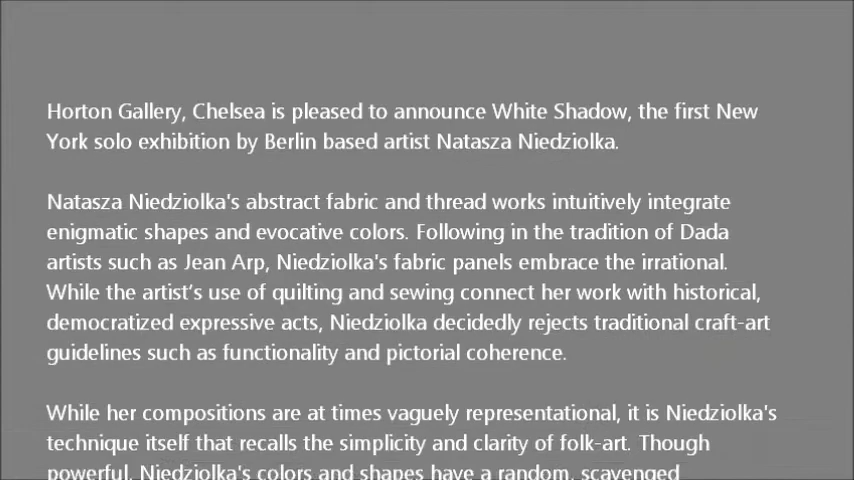 Horton Gallery, Chelsea is pleased to announce White Shadow, the first New
York solo exhibition by Berlin based artist Natasza Niedziolka.
Natasza Niedziolka's abstract fabric and thread works intuitively integrate
enigmatic shapes and evocative colors. Following in the tradition of Dada
artists such as Jean Arp, Niedziolka's fabric panels embrace the irrational.
While the artist’s use of quilting and sewing connect her work with historical,
democratized expressive acts, Niedziolka decidedly rejects traditional craft-art
guidelines such as functionality and pictorial coherence.
While her compositions are at times vaguely representational, it is Niedziolka's
technique itself that recalls the simplicity and clarity of folk-art. Though
powerful, Niedziolka's colors and shapes have a random, scavenged